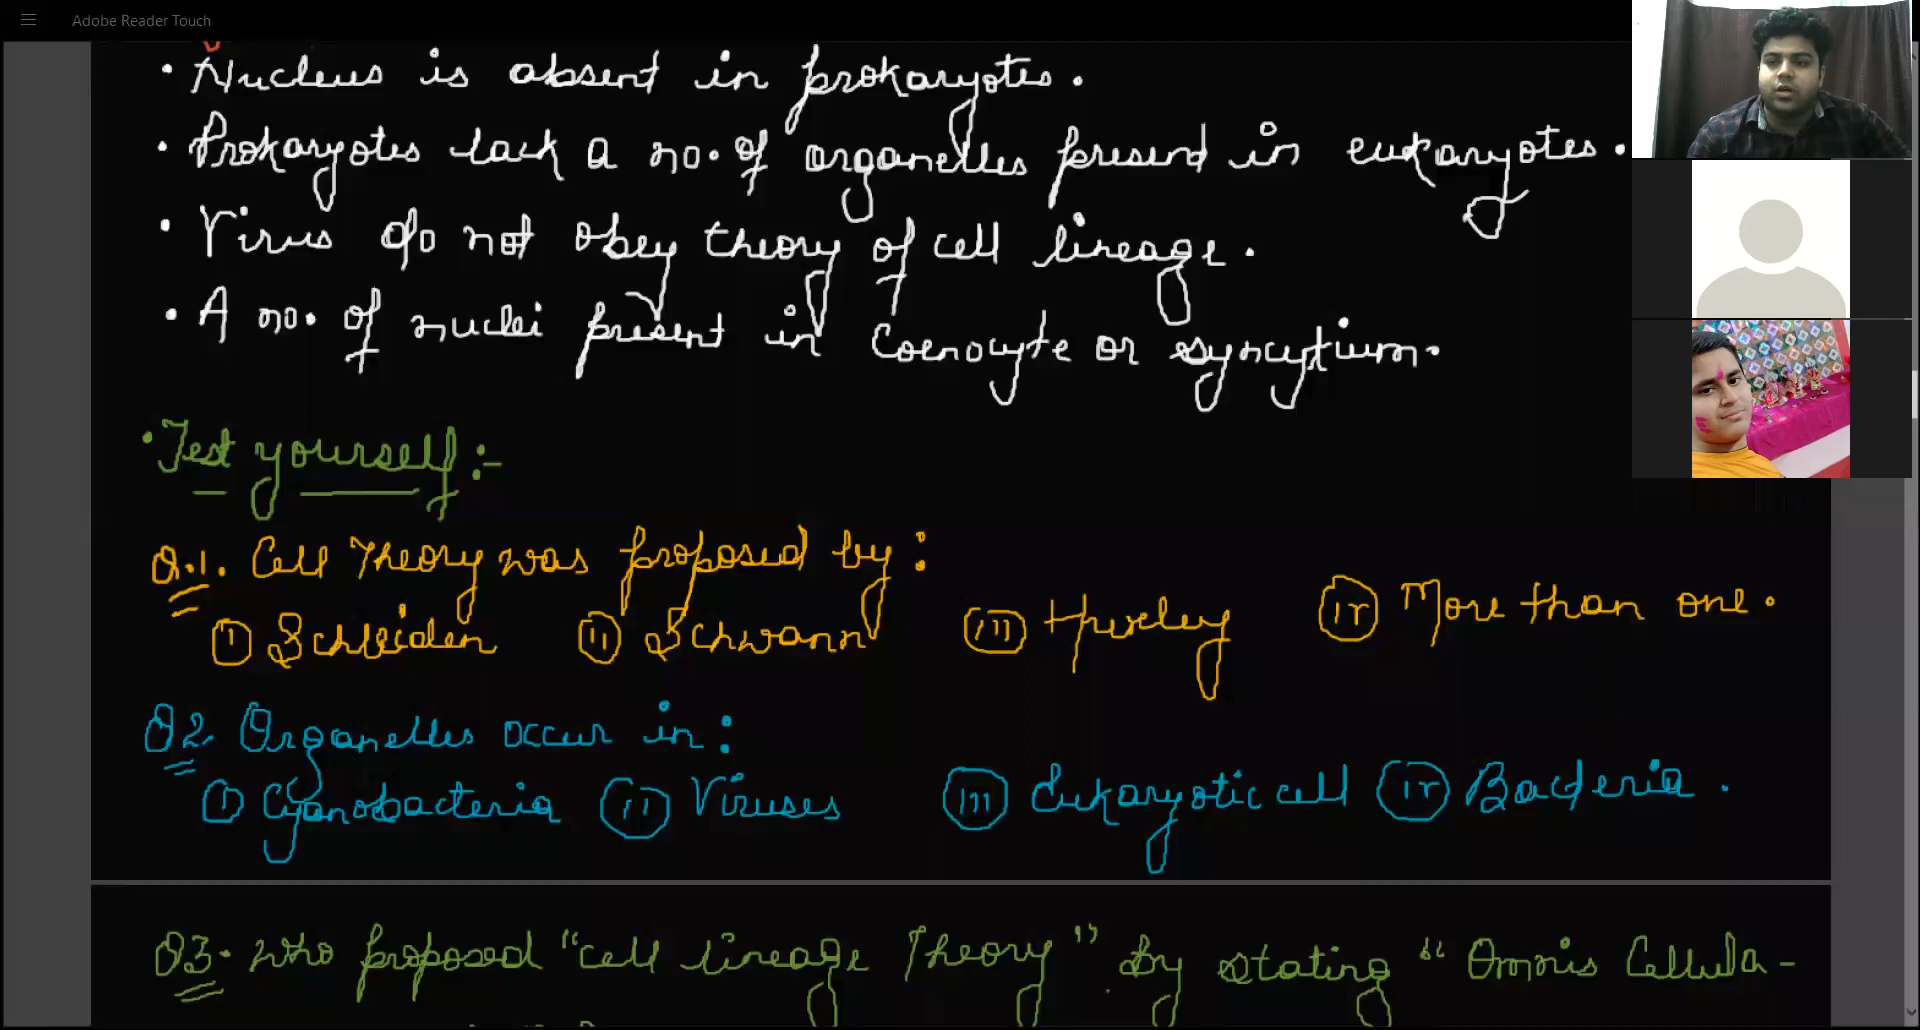 Adobe Reader Touch
• Nucleus is absent in prokaryotes.
• Prokaryotes lack a no. of organelles present in eukaryotes.
• Virus do not obey theory of cell lineage.
• A no. of nuclei present in Coenocyte or syncytium.
• Test yourself:-
Q.1. Cell Theory was proposed by:
(i) Schleiden (ii) Schwann (iii) Huxley (iv) More than one.
Q2. Organelles occur in:
(i) Cyanobacteria (ii) Viruses (iii) Eukaryotic cell (iv) Bacteria.
Q3. Who proposed "cell lineage Theory" by stating "Omnis Cellula-